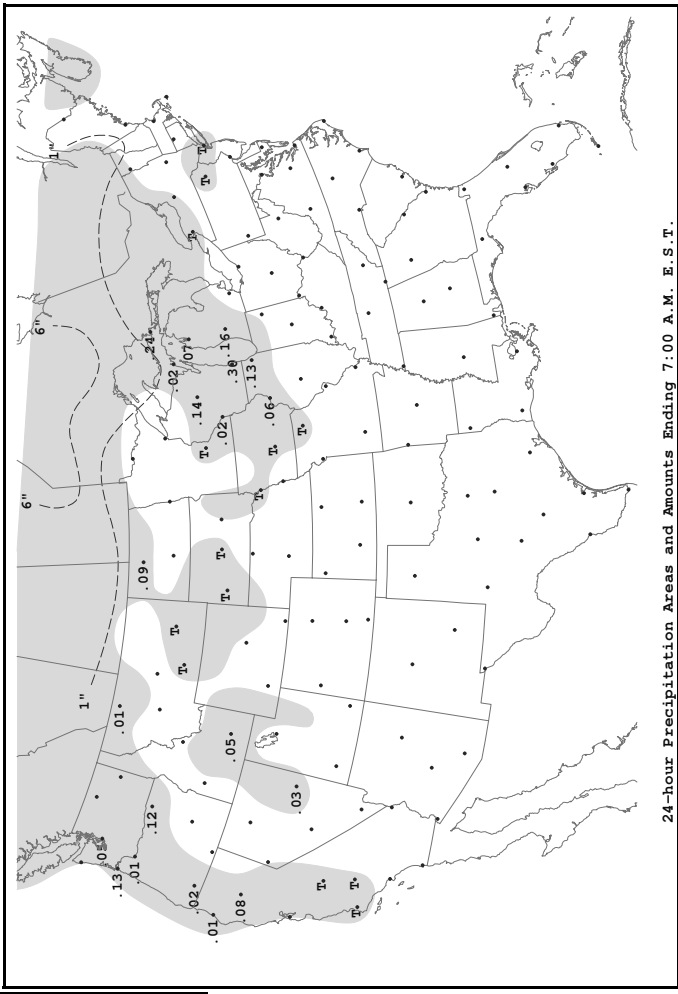 6"
6"
1"
1"
.05
.13
.01
.01
.09
.24
.12
.02
T
T
.07
T
.02
.14
T
T
T
.01
T
.02
.16
T
.05
.30
.08
.13
T
.06
T
.03
T
T
T
T
24-hour Precipitation Areas and Amounts Ending 7:00 A.M. E.S.T.